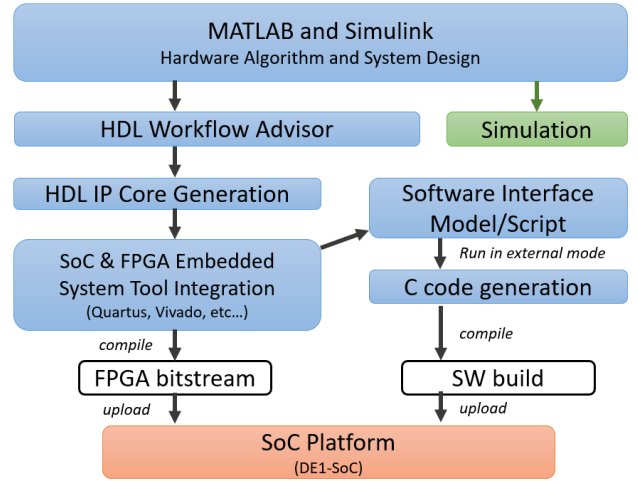 MATLAB and Simulink
Hardware Algorithm and System Design
HDL Workflow Advisor
Simulation
HDL IP Core Generation
Software Interface
Model/Script
SoC & FPGA Embedded
System Tool Integration
(Quartus, Vivado, etc...)
Run in external mode
C code generation
compile
compile
FPGA bitstream
SW build
upload
upload
SoC Platform
(DE1-SoC)